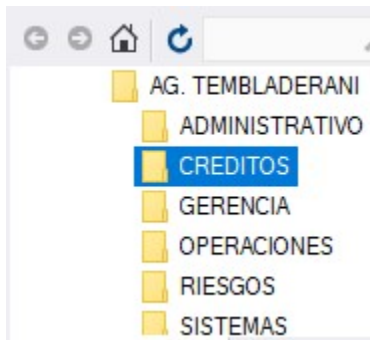 AG. TEMBLADERANI
ADMINISTRATIVO
CREDITOS
GERENCIA
OPERACIONES
RIESGOS
SISTEMAS